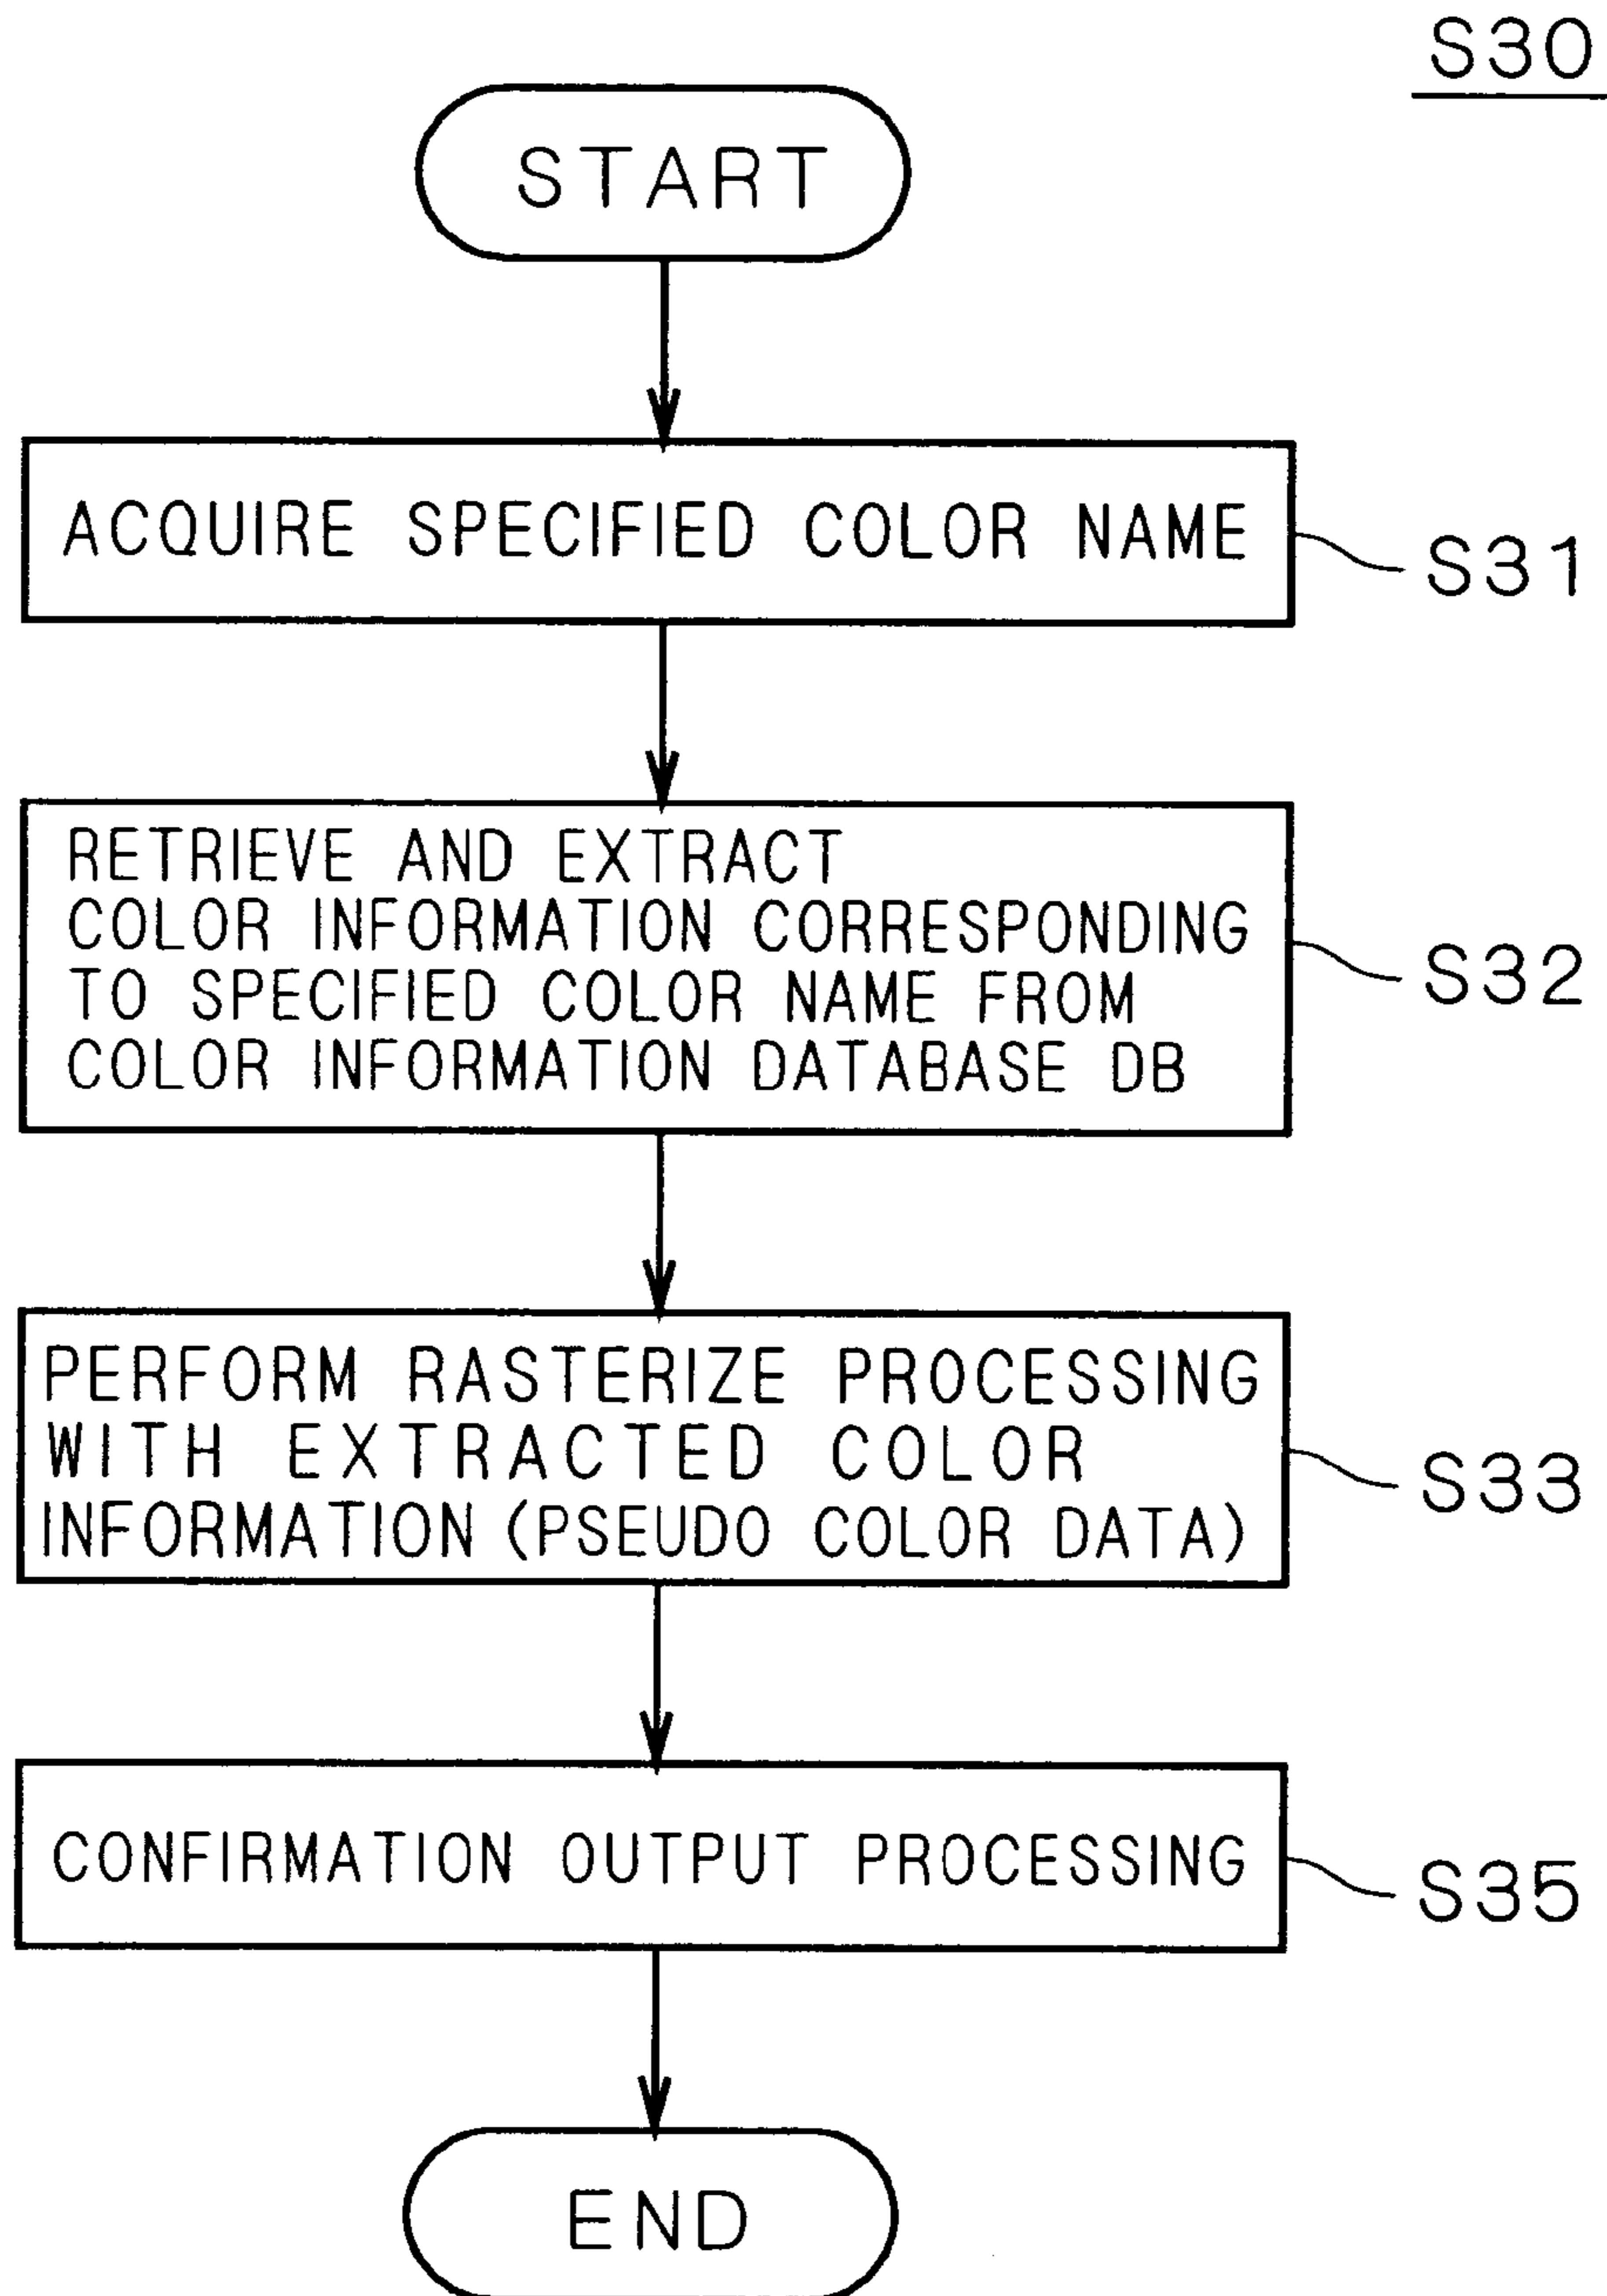 S30
START
ACQUIRE SPECIFIED COLOR NAME
S31
RETRIEVE AND EXTRACT
COLOR INFORMATION CORRESPONDING
TO SPECIFIED COLOR NAME FROM
COLOR INFORMATION DATABASE DB
S32
PERFORM RASTERIZE PROCESSING
WITH EXTRACTED COLOR
INFORMATION (PSEUDO COLOR DATA)
S33
CONFIRMATION OUTPUT PROCESSING
S35
END